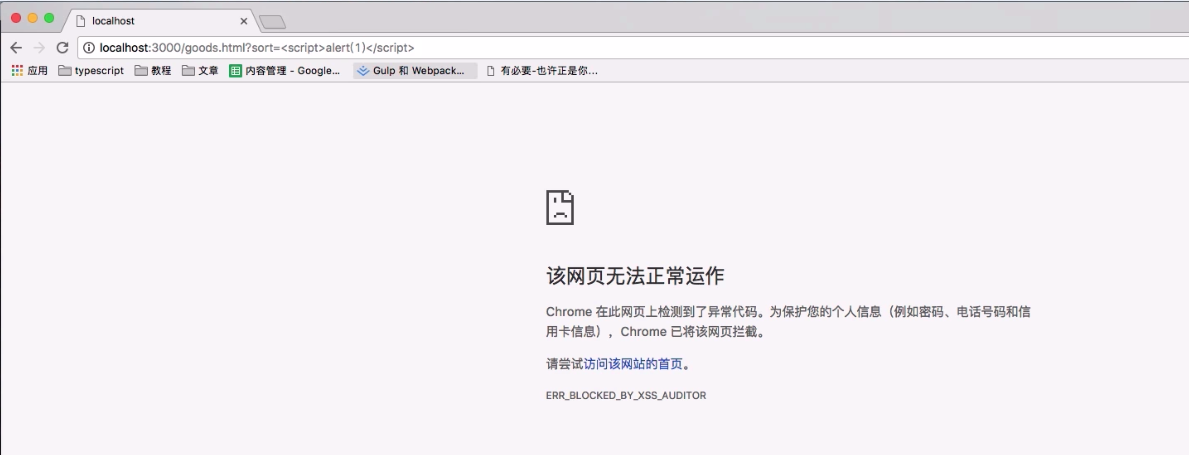 localhost
localhost:3000/goods.html?sort=<script>alert(1)</script>
应用 typescript 教程 文章 内容管理 - Google... Gulp 和 Webpack... 有必要-也许正是你...
该网页无法正常运作
Chrome 在此网页上检测到了异常代码。为保护您的个人信息（例如密码、电话号码和信
用卡信息），Chrome 已将该网页拦截。
请尝试访问该网站的首页。
ERR_BLOCKED_BY_XSS_AUDITOR